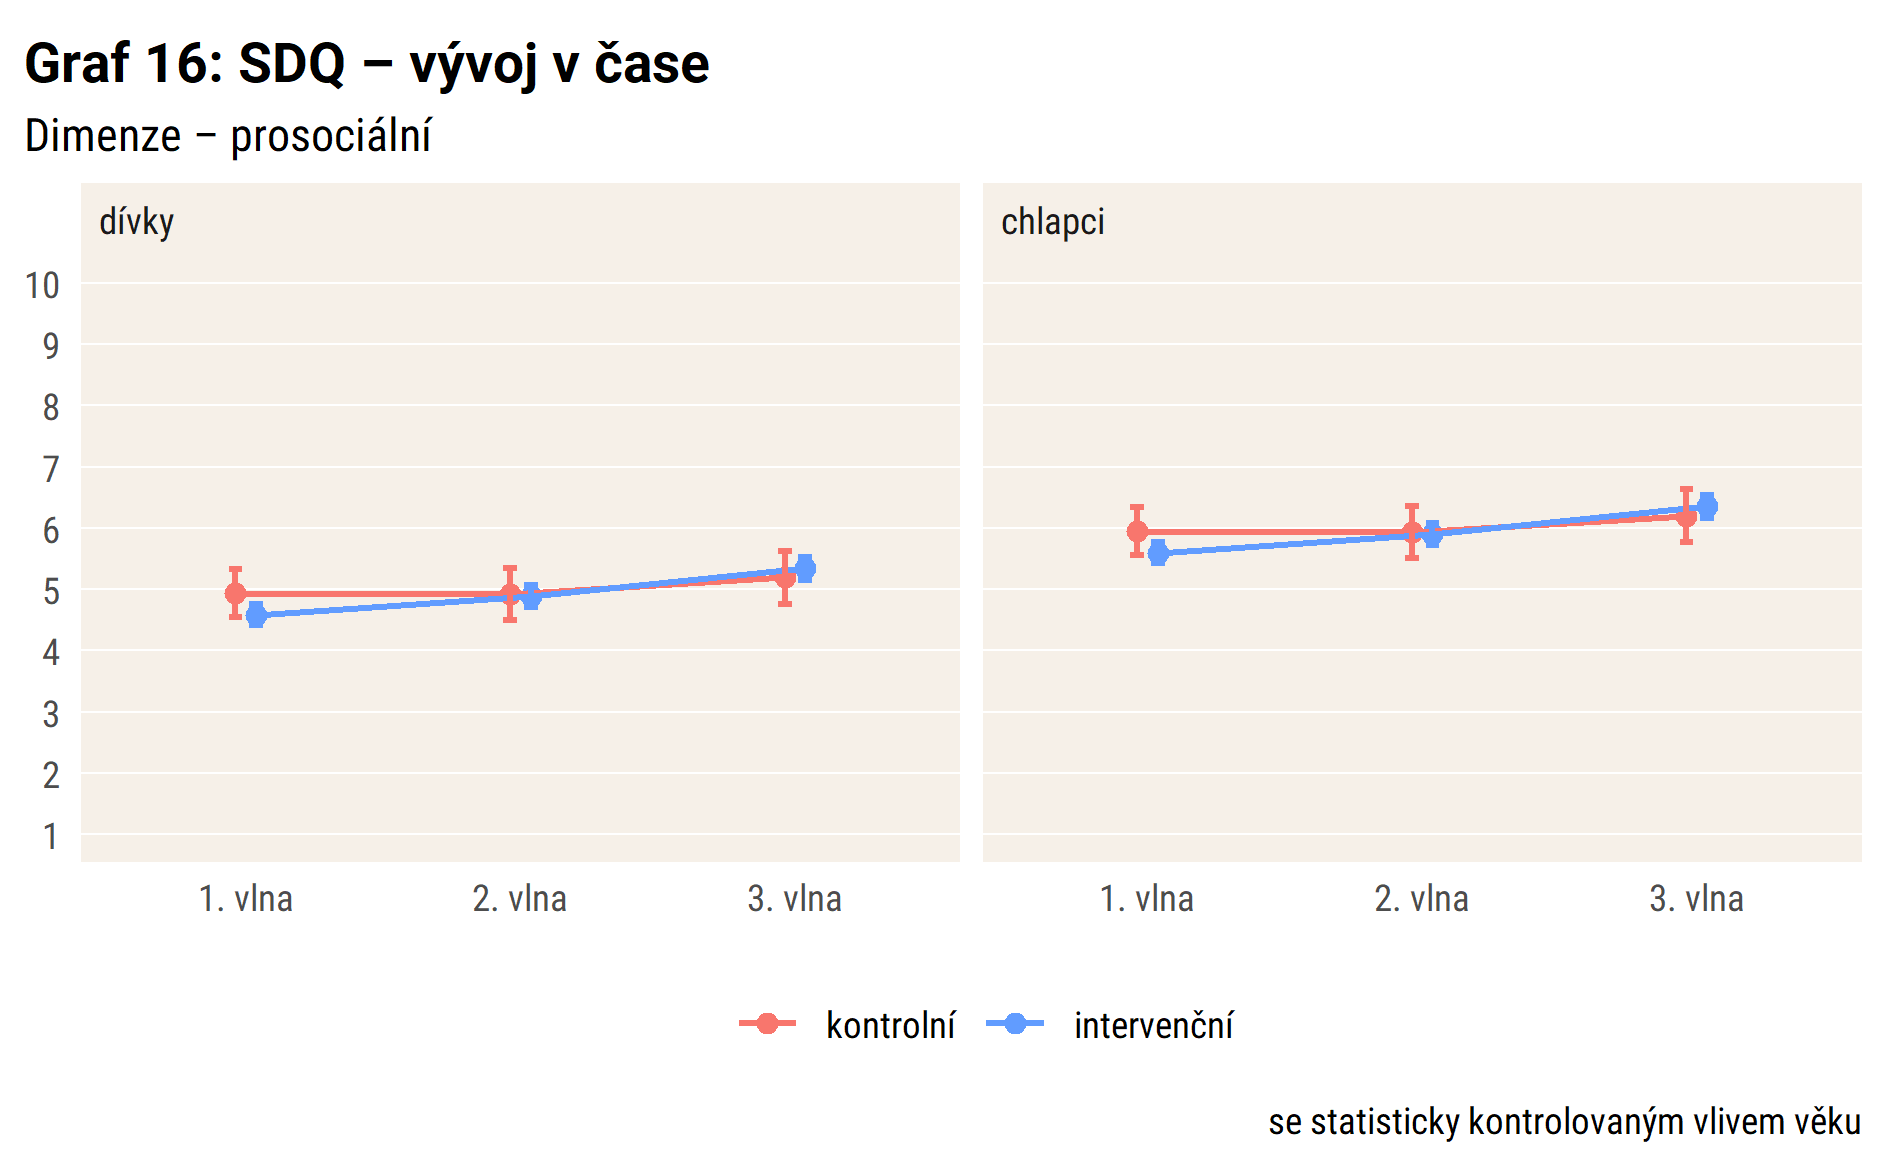 Graf 16: SDQ – vývoj v čase
Dimenze – prosociální
dívky
chlapci
10
9
8
7
6
5
4
3
2
1
1. vlna
2. vlna
3. vlna
1. vlna
2. vlna
3. vlna
kontrolní
intervenční
se statisticky kontrolovaným vlivem věku